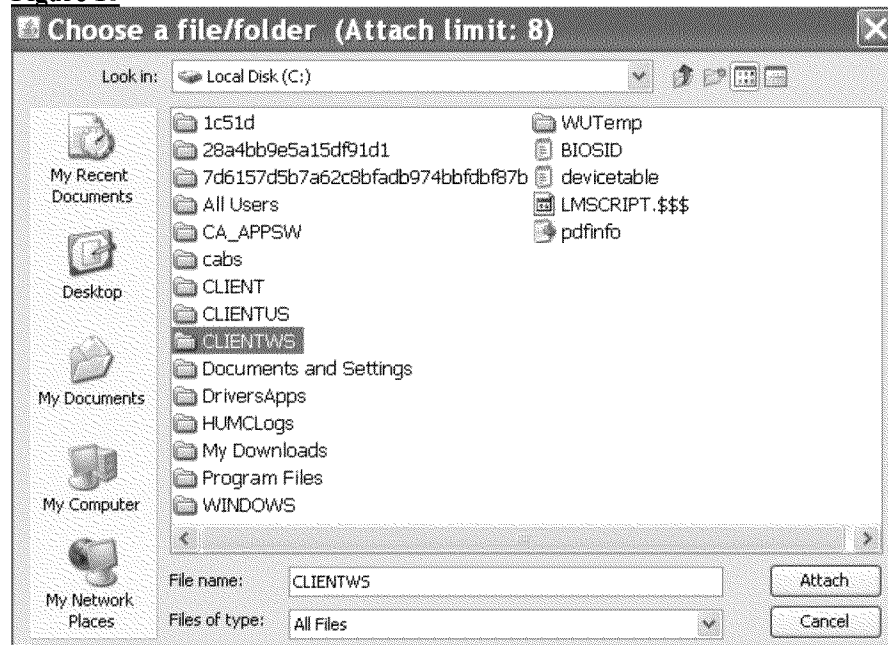 Choose a file/folder (Attach limit: 8)
Look in: Local Disk (C:)
My Recent
Documents
Desktop
My Documents
My Computer
My Network
Places
1c51d
28a4bb9e5a15df91d1
7d6157d5b7a62c8bfadb974bbfdbf87b
All Users
CA_APPSW
cabs
CLIENT
CLIENTUS
CLIENTWS
Documents and Settings
DriversApps
HUMCLogs
My Downloads
Program Files
WINDOWS
WUTemp
BIOSID
devicetable
LMSCRIPT.$$$
pdfinfo
File name: CLIENTWS
Attach
Files of type: All Files
Cancel